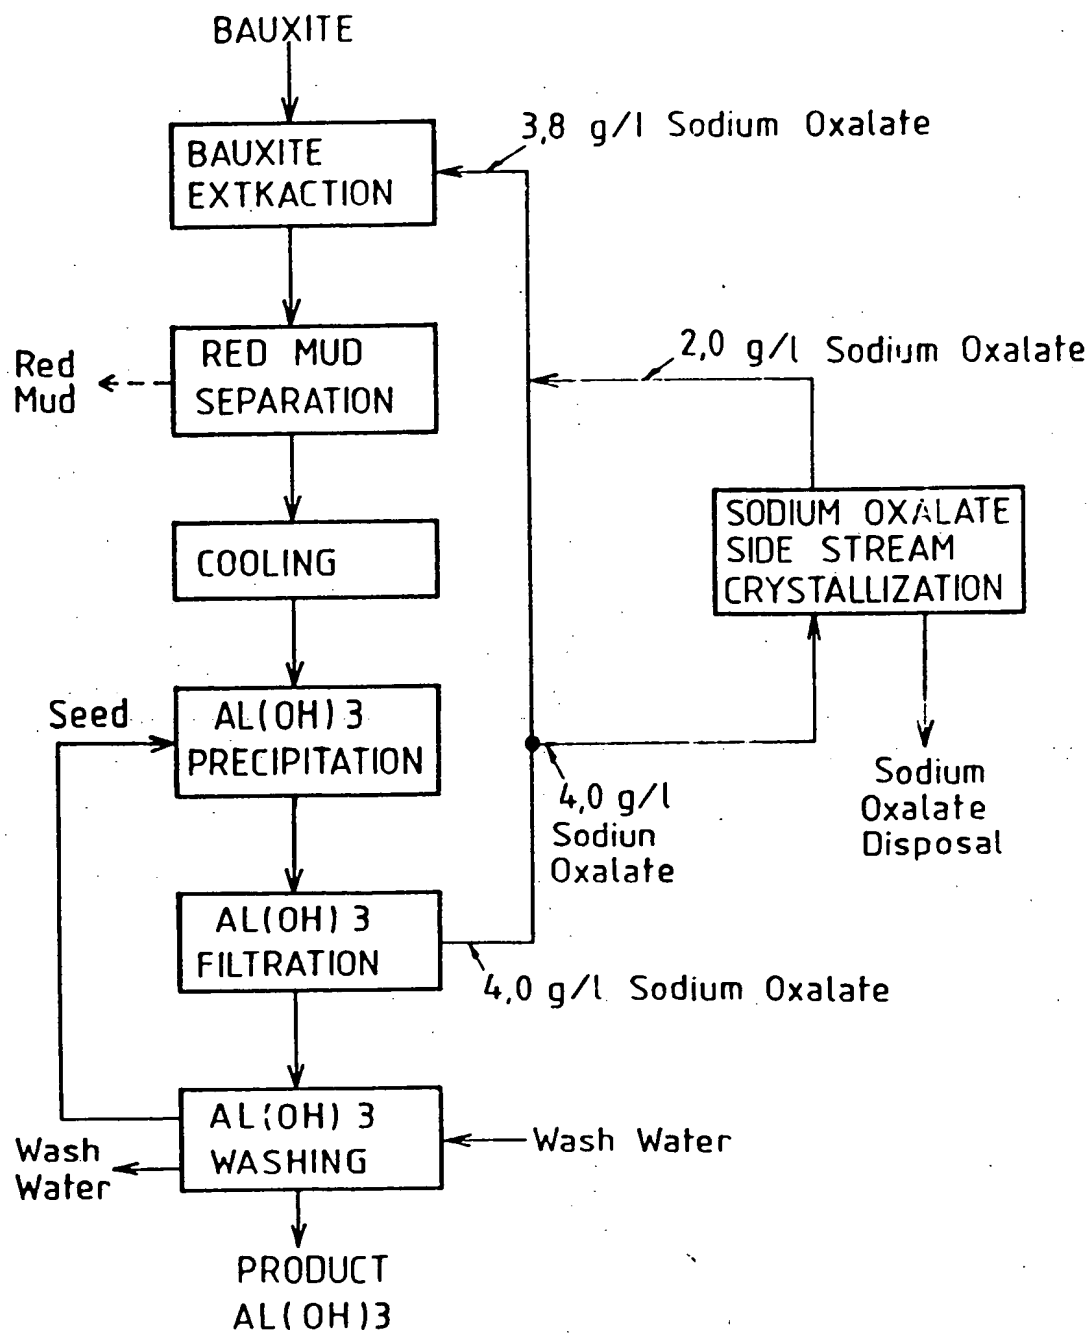 BAUXITE
3,8 g/l Sodium Oxalate
BAUXITE
EXTKACTION
2,0 g/l Sodium Oxalate
Red
Mud
RED MUD
SEPARATION
SODIUM OXALATE
SIDE STREAM
CRYSTALLIZATION
COOLING
Seed
AL(OH)3
PRECIPITATION
4,0 g/l
Sodiun
Oxalate
Sodium
Oxalate
Disposal
AL(OH)3
FILTRATION
4,0 g/l Sodium Oxalate
AL(OH)3
WASHING
Wash Water
Wash
Water
PRODUCT
AL(OH)3